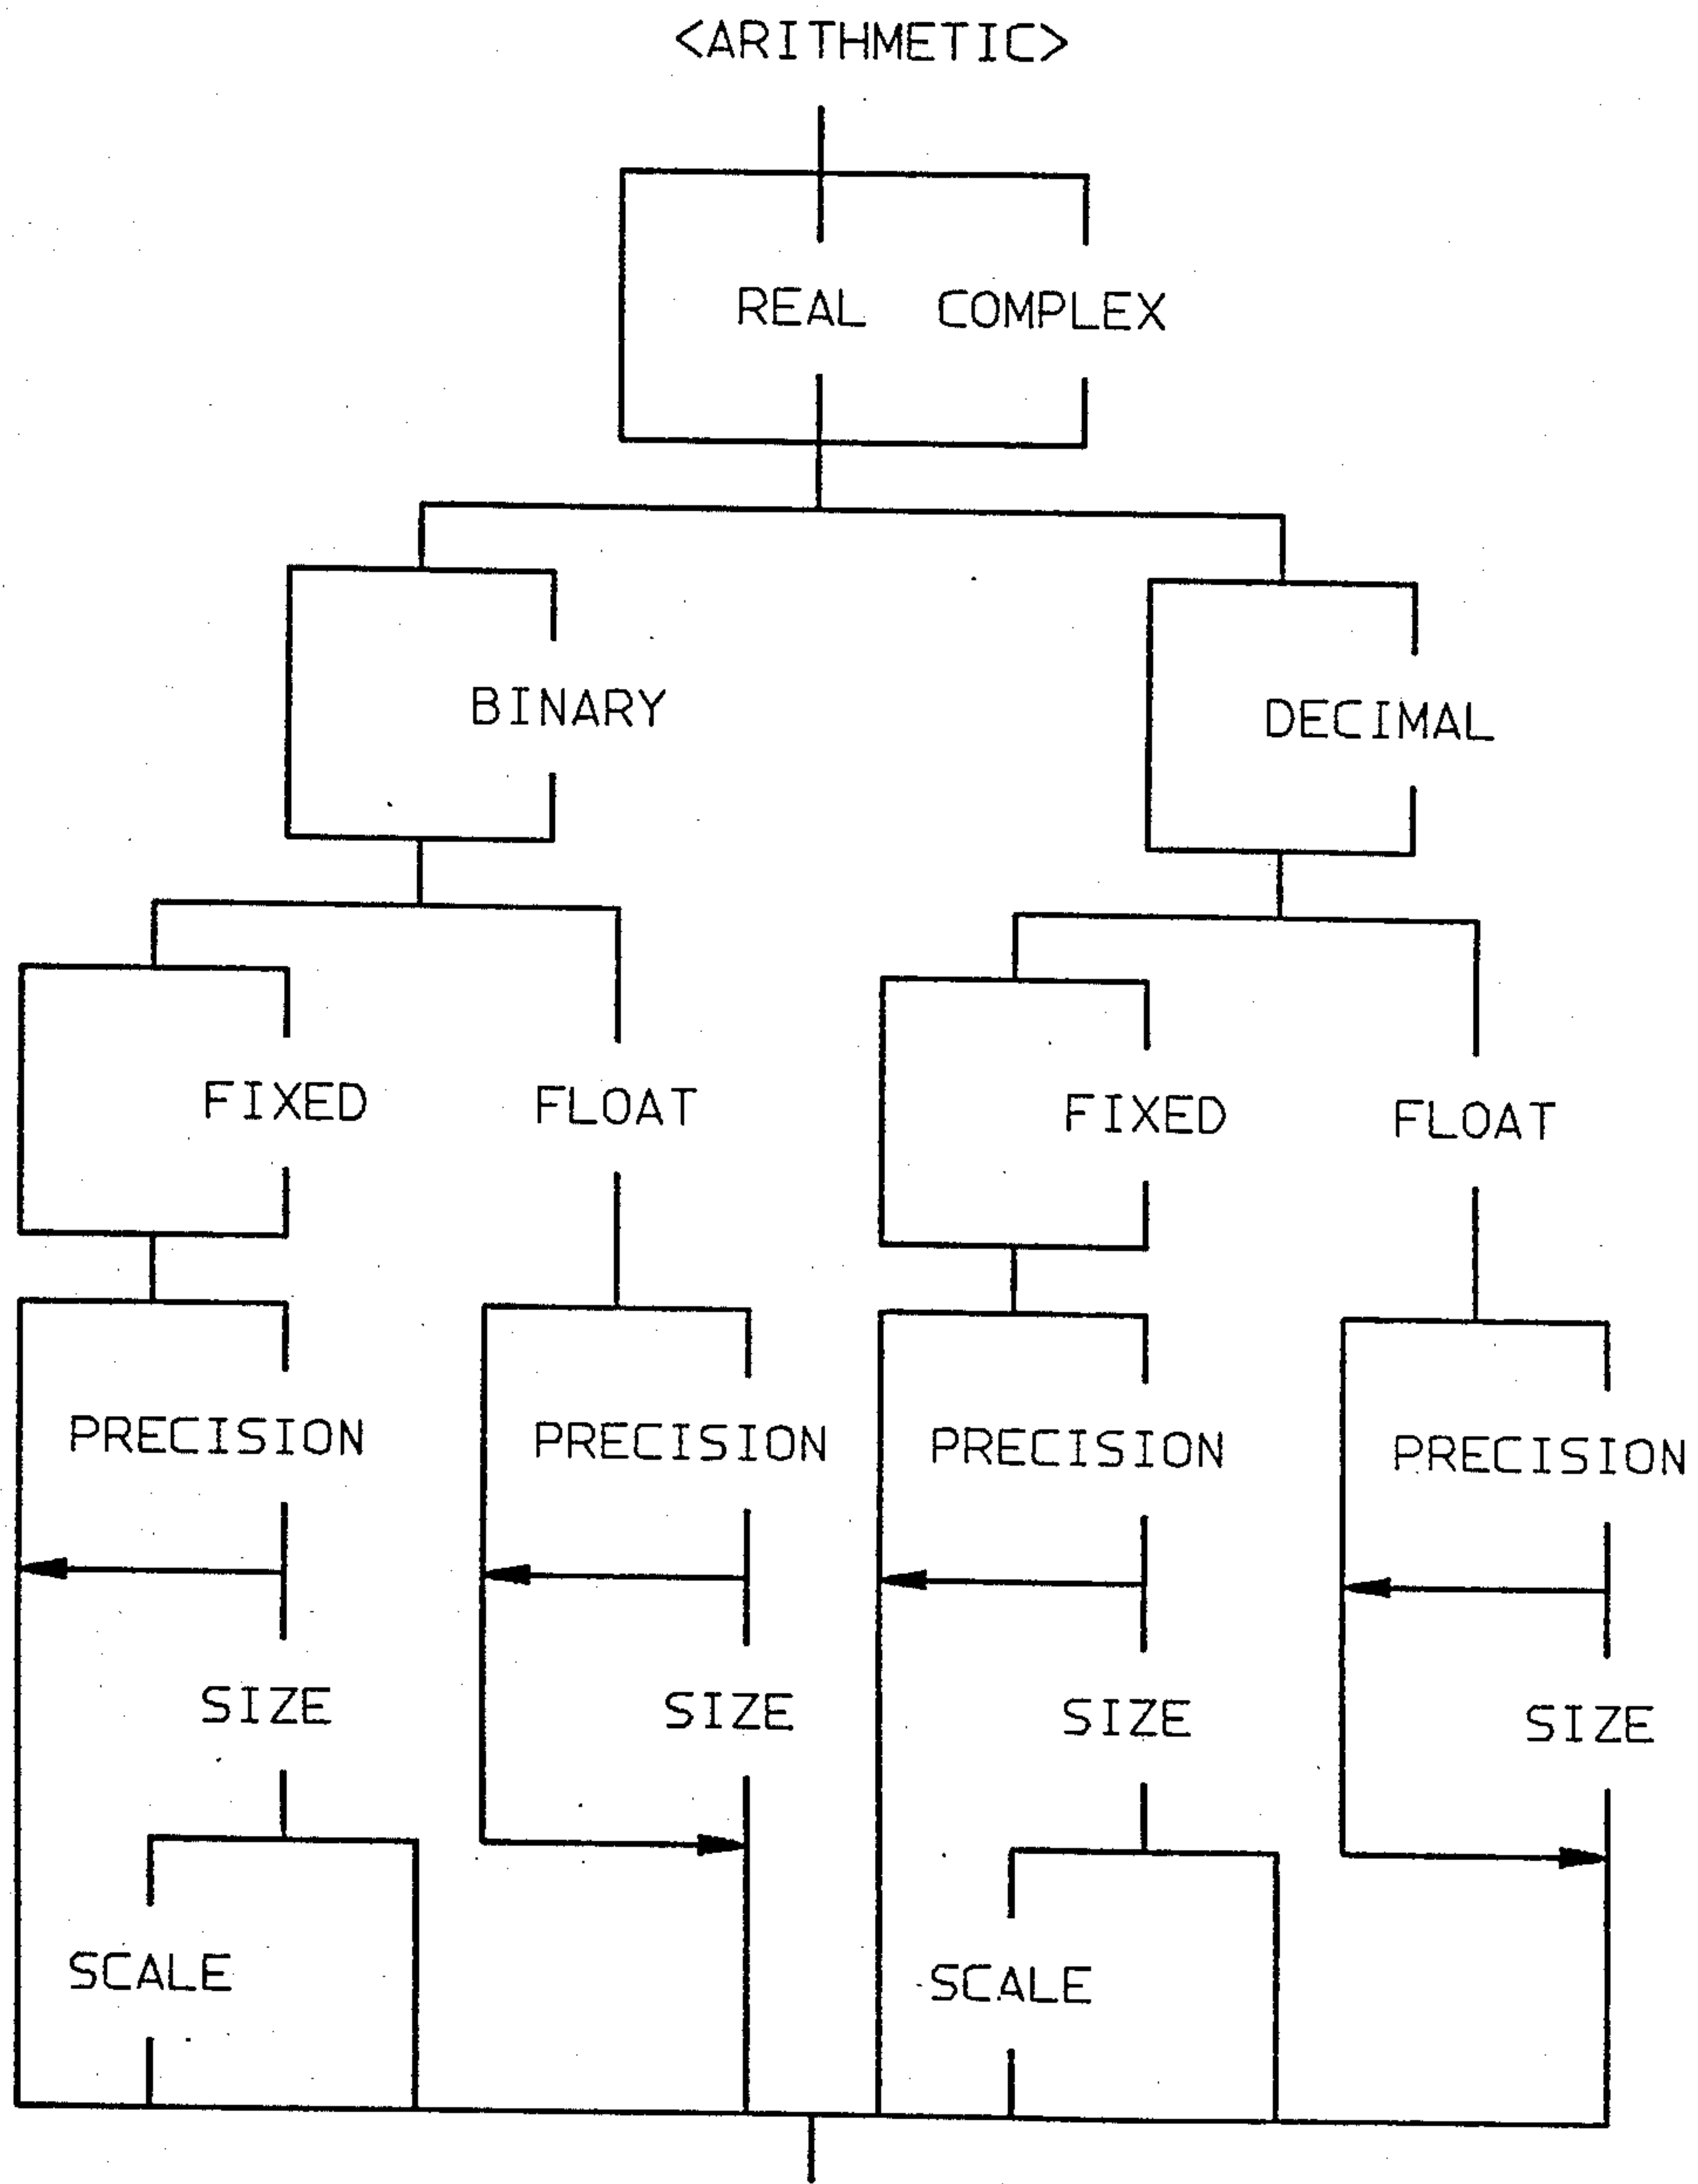 <ARITHMETIC>
REAL COMPLEX
BINARY DECIMAL
FIXED FLOAT FIXED FLOAT
PRECISION PRECISION PRECISION PRECISION
SIZE SIZE SIZE SIZE
SCALE SCALE